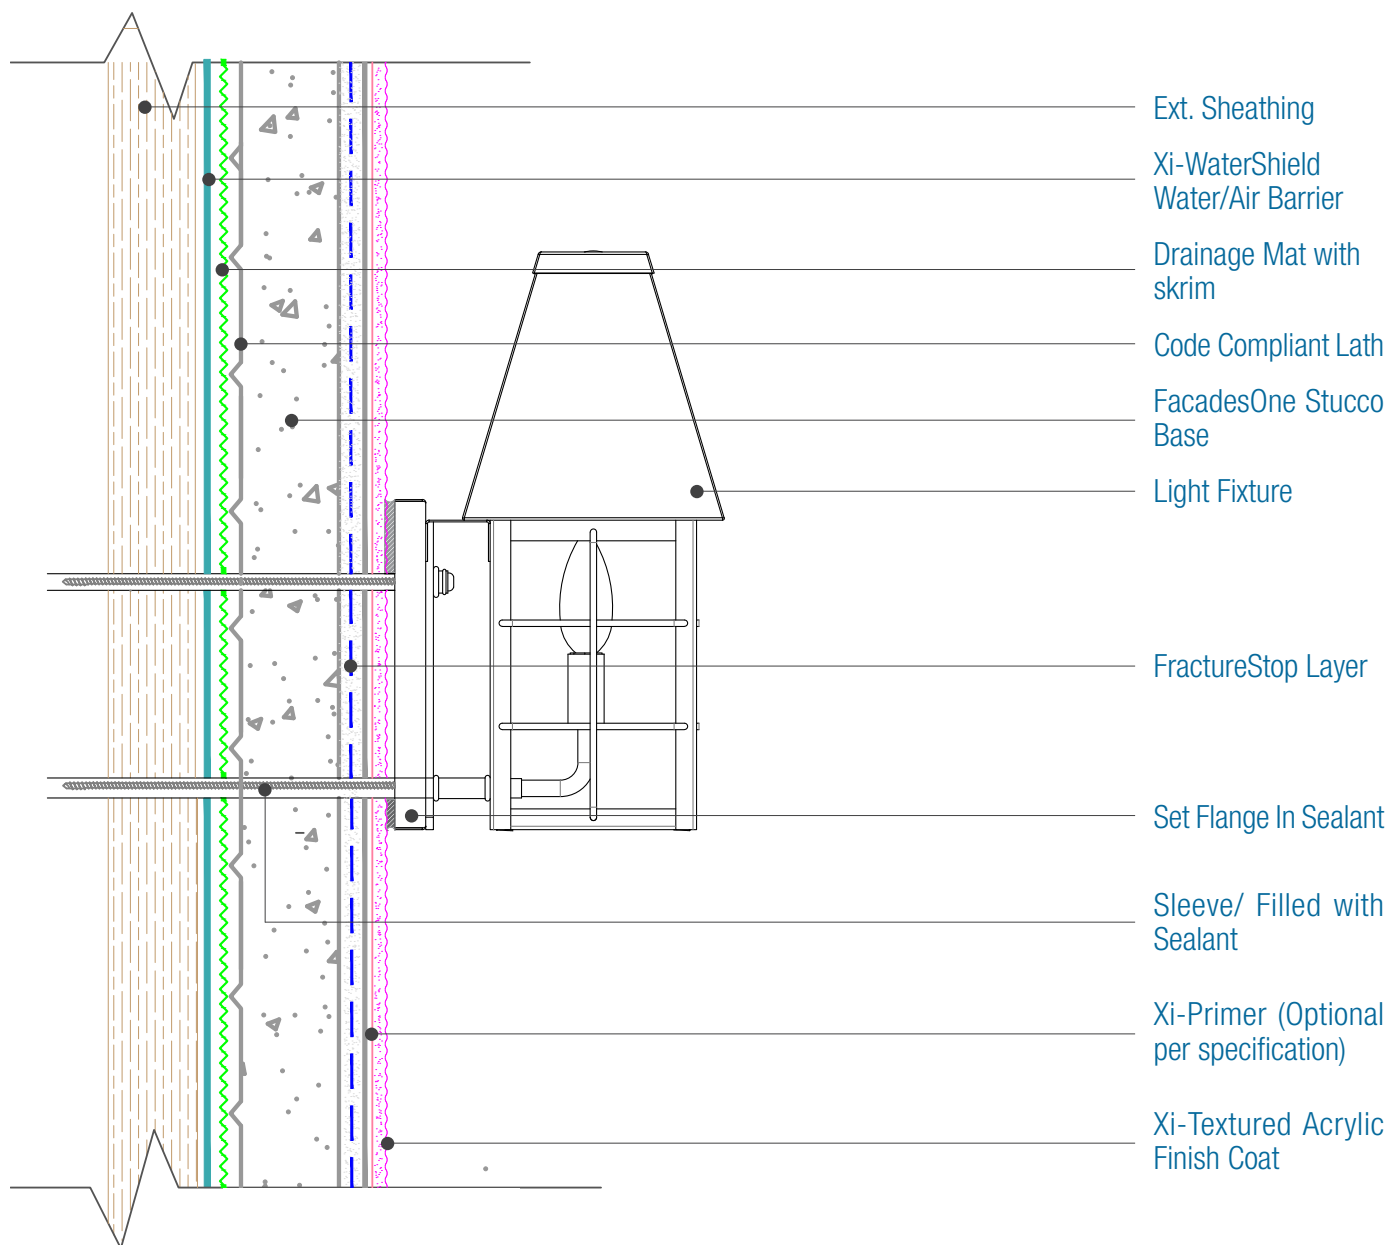 Ext. Sheathing
Xi-WaterShield
Water/Air Barrier
Drainage Mat with
skrim
Code Compliant Lath
FacadesOne Stucco
Base
Light Fixture
FractureStop Layer
Set Flange In Sealant
Sleeve/ Filled with
Sealant
Xi-Primer (Optional
per specification)
Xi-Textured Acrylic
Finish Coat